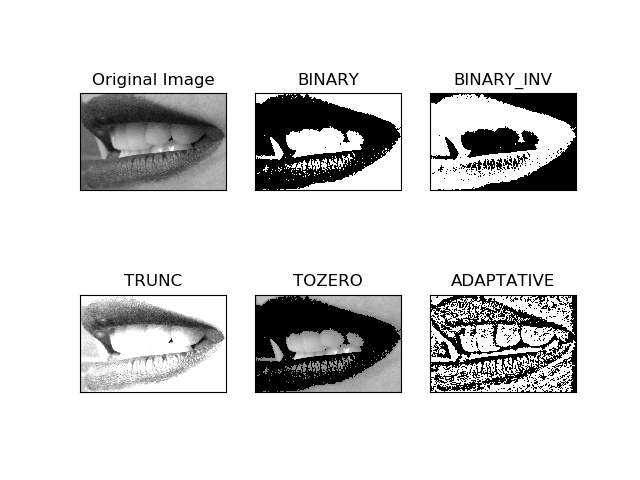 Original Image
BINARY
BINARY_INV
TRUNC
TOZERO
ADAPTATIVE